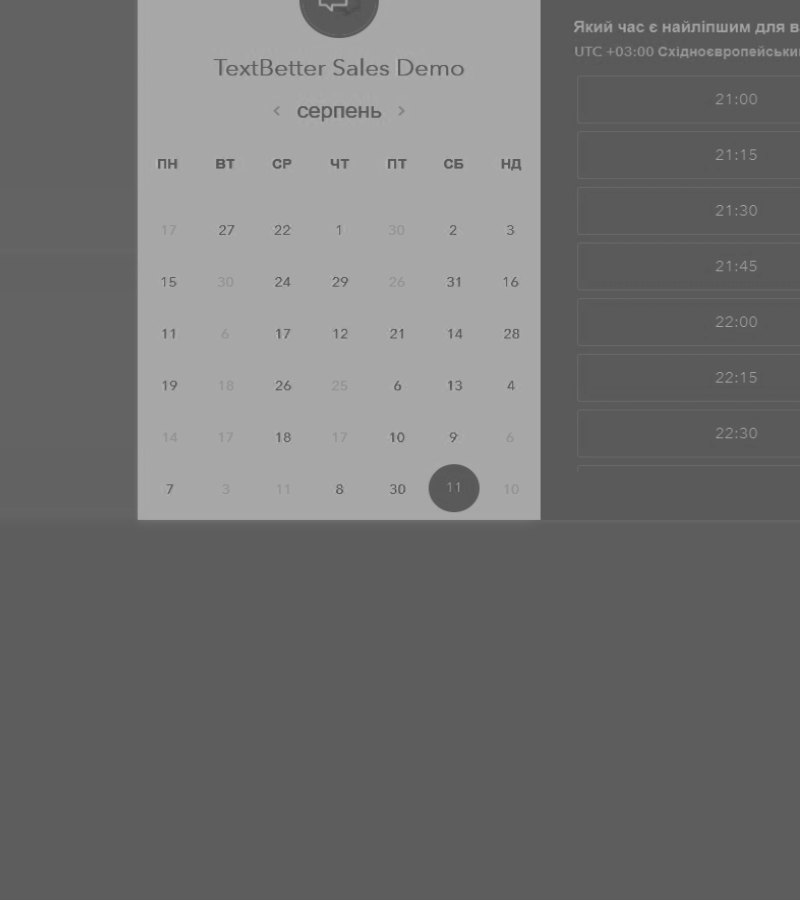 TextBetter Sales Demo
< серпень >
ПН ВТ СР ЧТ ПТ СБ НД
17 27 22 1 30 2 3
15 30 24 29 26 31 16
11 6 17 12 21 14 28
19 18 26 25 6 13 4
14 17 18 17 10 9 6
7 3 11 8 30 11 10
Який час є найліпшим для в
UTC +03:00 Східноєвропейськи
21:00
21:15
21:30
21:45
22:00
22:15
22:30